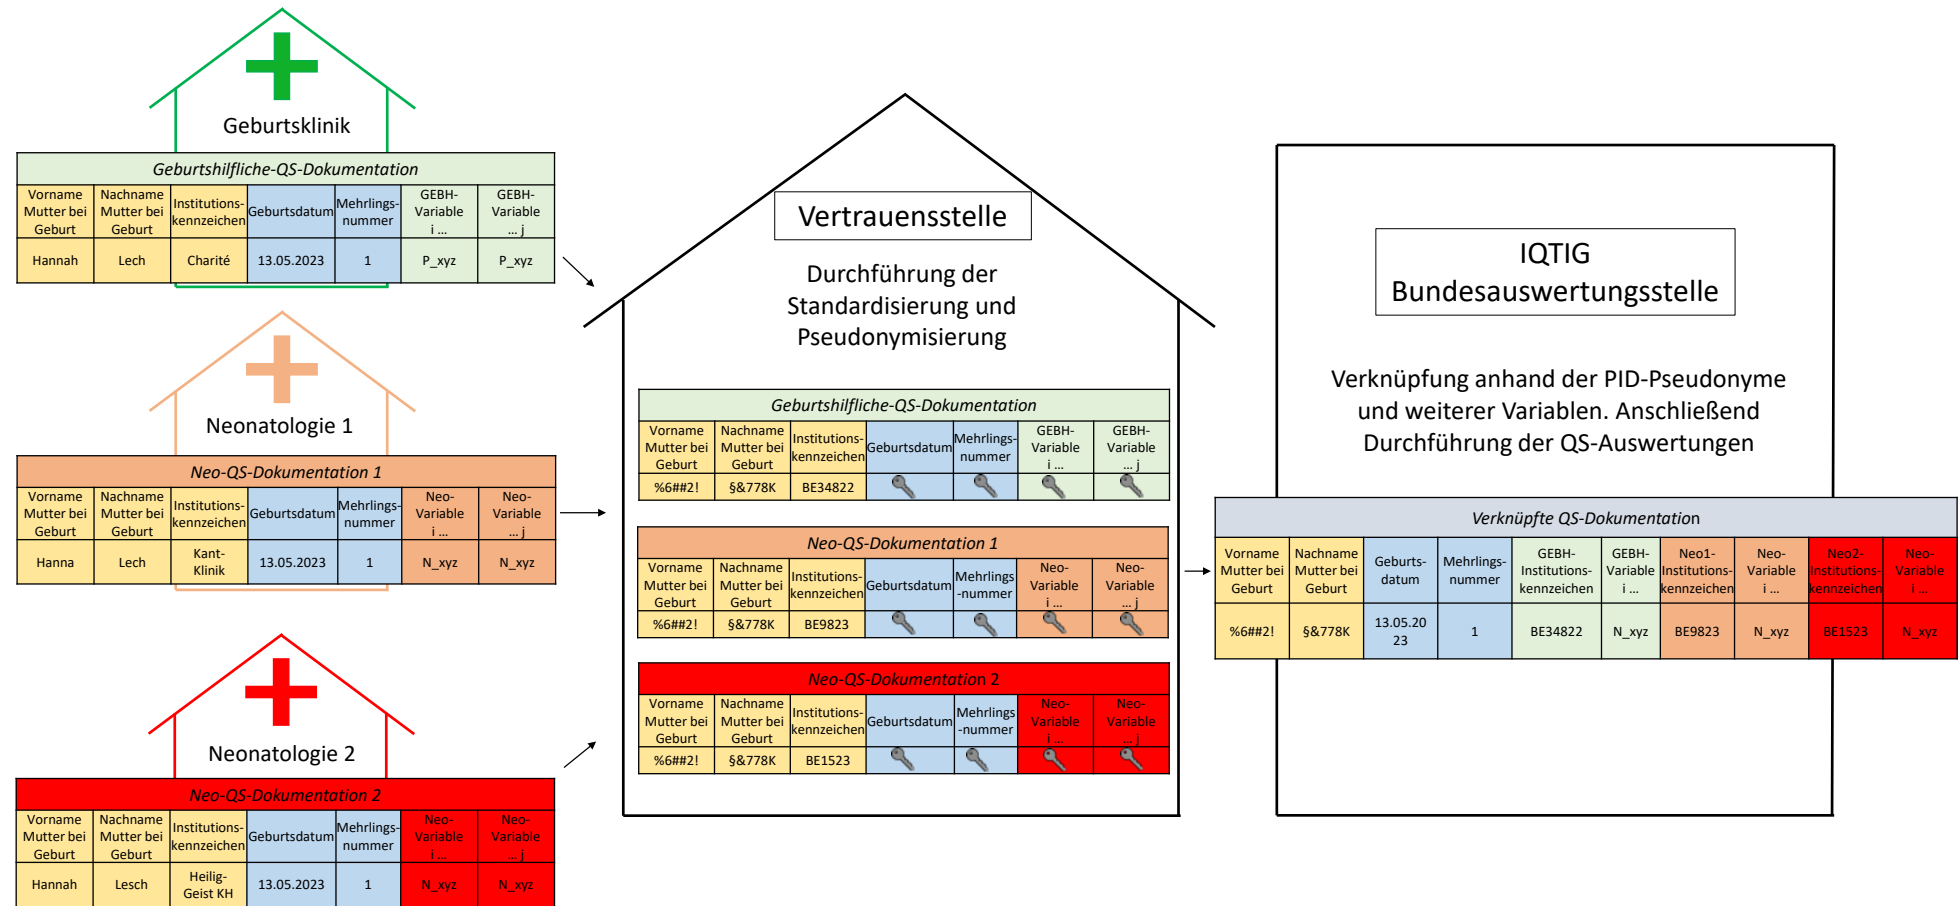 Geburtsklinik
Geburtshilfliche-QS-Dokumentation
Vorname Mutter bei Geburt
Nachname Mutter bei Geburt
Institutions-kennzeichen
Geburtsdatum
Mehrlings-nummer
GEBH-Variable i ...
GEBH-Variable ... j
Hannah
Lech
Charité
13.05.2023
1
P_xyz
P_xyz
Neonatologie 1
Neo-QS-Dokumentation 1
Vorname Mutter bei Geburt
Nachname Mutter bei Geburt
Institutions-kennzeichen
Geburtsdatum
Mehrlings-nummer
Neo-Variable i ...
Neo-Variable ... j
Hanna
Lech
Kant-Klinik
13.05.2023
1
N_xyz
N_xyz
Neonatologie 2
Neo-QS-Dokumentation 2
Vorname Mutter bei Geburt
Nachname Mutter bei Geburt
Institutions-kennzeichen
Geburtsdatum
Mehrlings-nummer
Neo-Variable i ...
Neo-Variable ... j
Hannah
Lesch
Heilig-Geist KH
13.05.2023
1
N_xyz
N_xyz
Vertrauensstelle
Durchführung der
Standardisierung und
Pseudonymisierung
Geburtshilfliche-QS-Dokumentation
Vorname Mutter bei Geburt
Nachname Mutter bei Geburt
Institutions-kennzeichen
Geburtsdatum
Mehrlings-nummer
GEBH-Variable i ...
GEBH-Variable ... j
%6##2!
§&778K
BE34822
Neo-QS-Dokumentation 1
Vorname Mutter bei Geburt
Nachname Mutter bei Geburt
Institutions-kennzeichen
Geburtsdatum
Mehrlings-nummer
Neo-Variable i ...
Neo-Variable ... j
%6##2!
§&778K
BE9823
Neo-QS-Dokumentation 2
Vorname Mutter bei Geburt
Nachname Mutter bei Geburt
Institutions-kennzeichen
Geburtsdatum
Mehrlings-nummer
Neo-Variable i ...
Neo-Variable ... j
%6##2!
§&778K
BE1523
IQTIG
Bundesauswertungsstelle
Verknüpfung anhand der PID-Pseudonyme
und weiterer Variablen. Anschließend
Durchführung der QS-Auswertungen
Verknüpfte QS-Dokumentation
Vorname Mutter bei Geburt
Nachname Mutter bei Geburt
Geburts-datum
Mehrlings-nummer
GEBH-Institutions-kennzeichen
GEBH-Variable i ...
Neo1-Institutions-kennzeichen
Neo-Variable i ...
Neo2-Institutions-kennzeichen
Neo-Variable i ...
%6##2!
§&778K
13.05.2023
1
BE34822
N_xyz
BE9823
N_xyz
BE1523
N_xyz